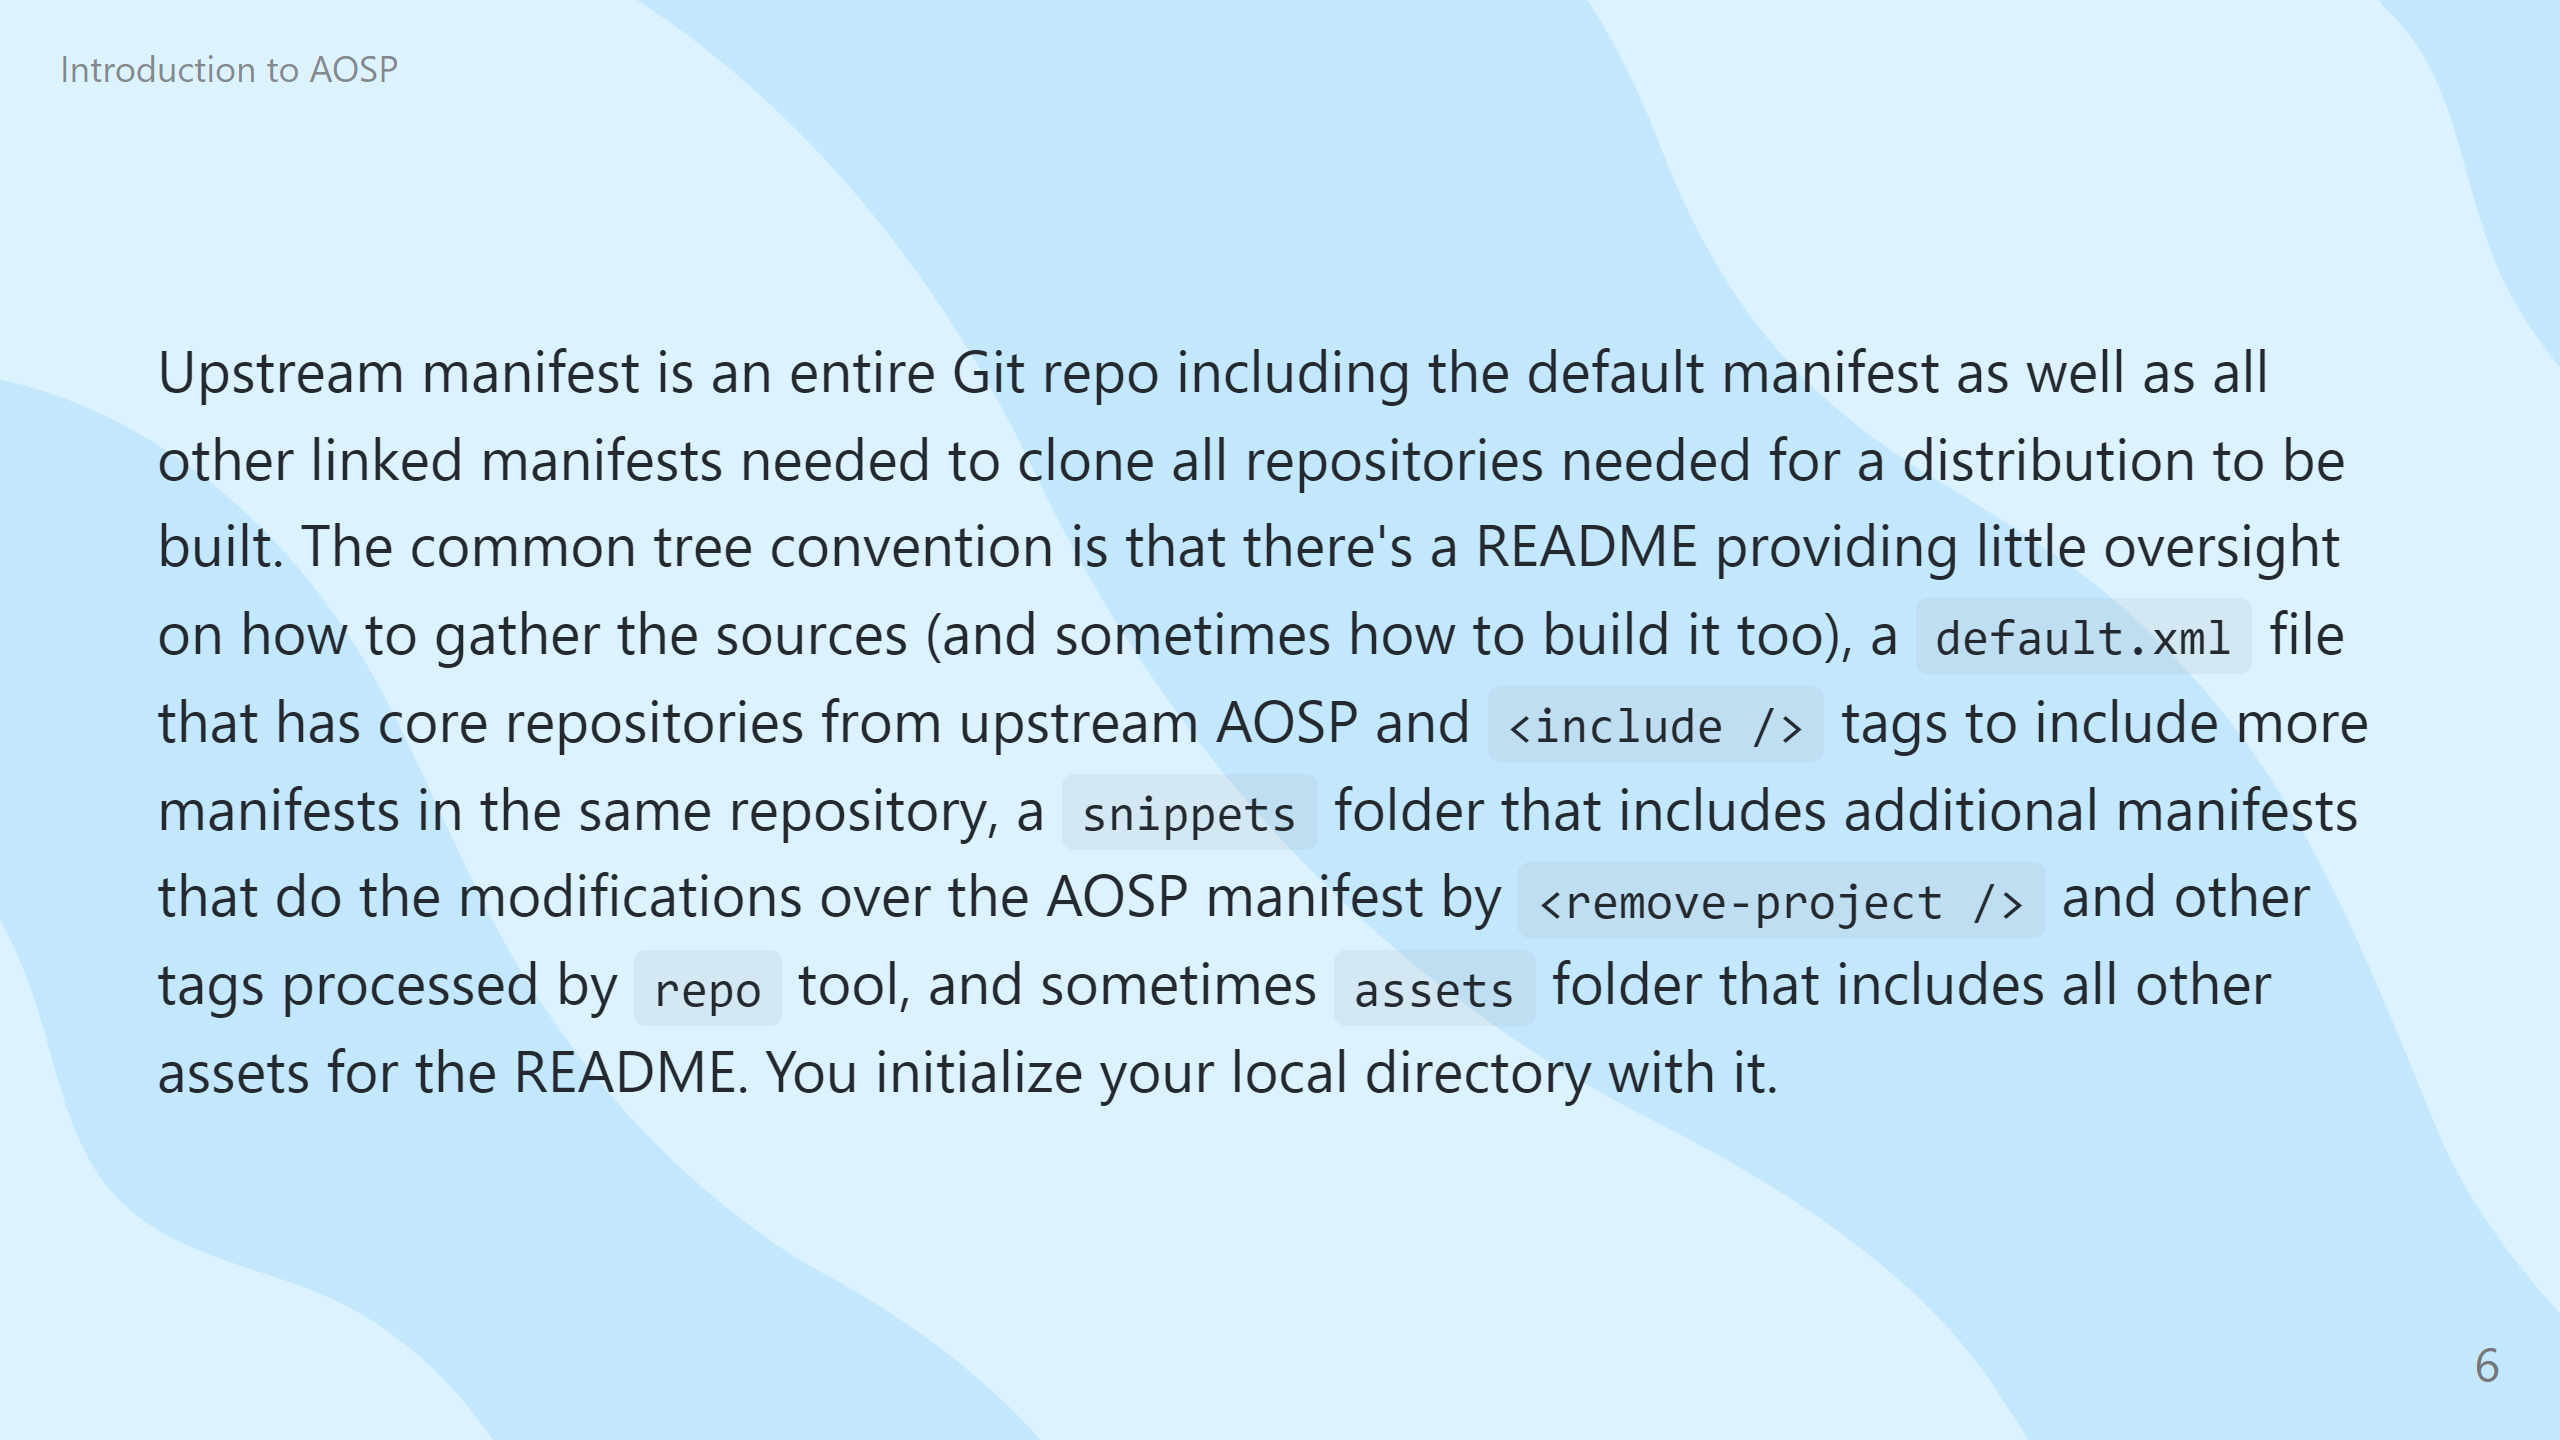 Introduction to AOSP
Upstream manifest is an entire Git repo including the default manifest as well as all
other linked manifests needed to clone all repositories needed for a distribution to be
built. The common tree convention is that there's a README providing little oversight
on how to gather the sources (and sometimes how to build it too), a default.xml file
that has core repositories from upstream AOSP and <include /> tags to include more
manifests in the same repository, a snippets folder that includes additional manifests
that do the modifications over the AOSP manifest by <remove-project /> and other
tags processed by repo tool, and sometimes assets folder that includes all other
assets for the README. You initialize your local directory with it.
6